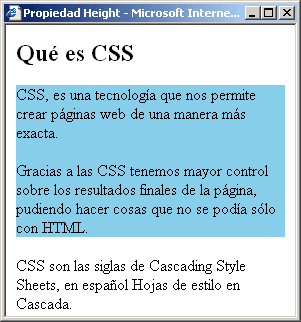 Propiedad Height - Microsoft Interne...
Qué es CSS
CSS, es una tecnología que nos permite
crear páginas web de una manera más
exacta.
Gracias a las CSS tenemos mayor control
sobre los resultados finales de la página,
pudiendo hacer cosas que no se podía sólo
con HTML.
CSS son las siglas de Cascading Style
Sheets, en español Hojas de estilo en
Cascada.